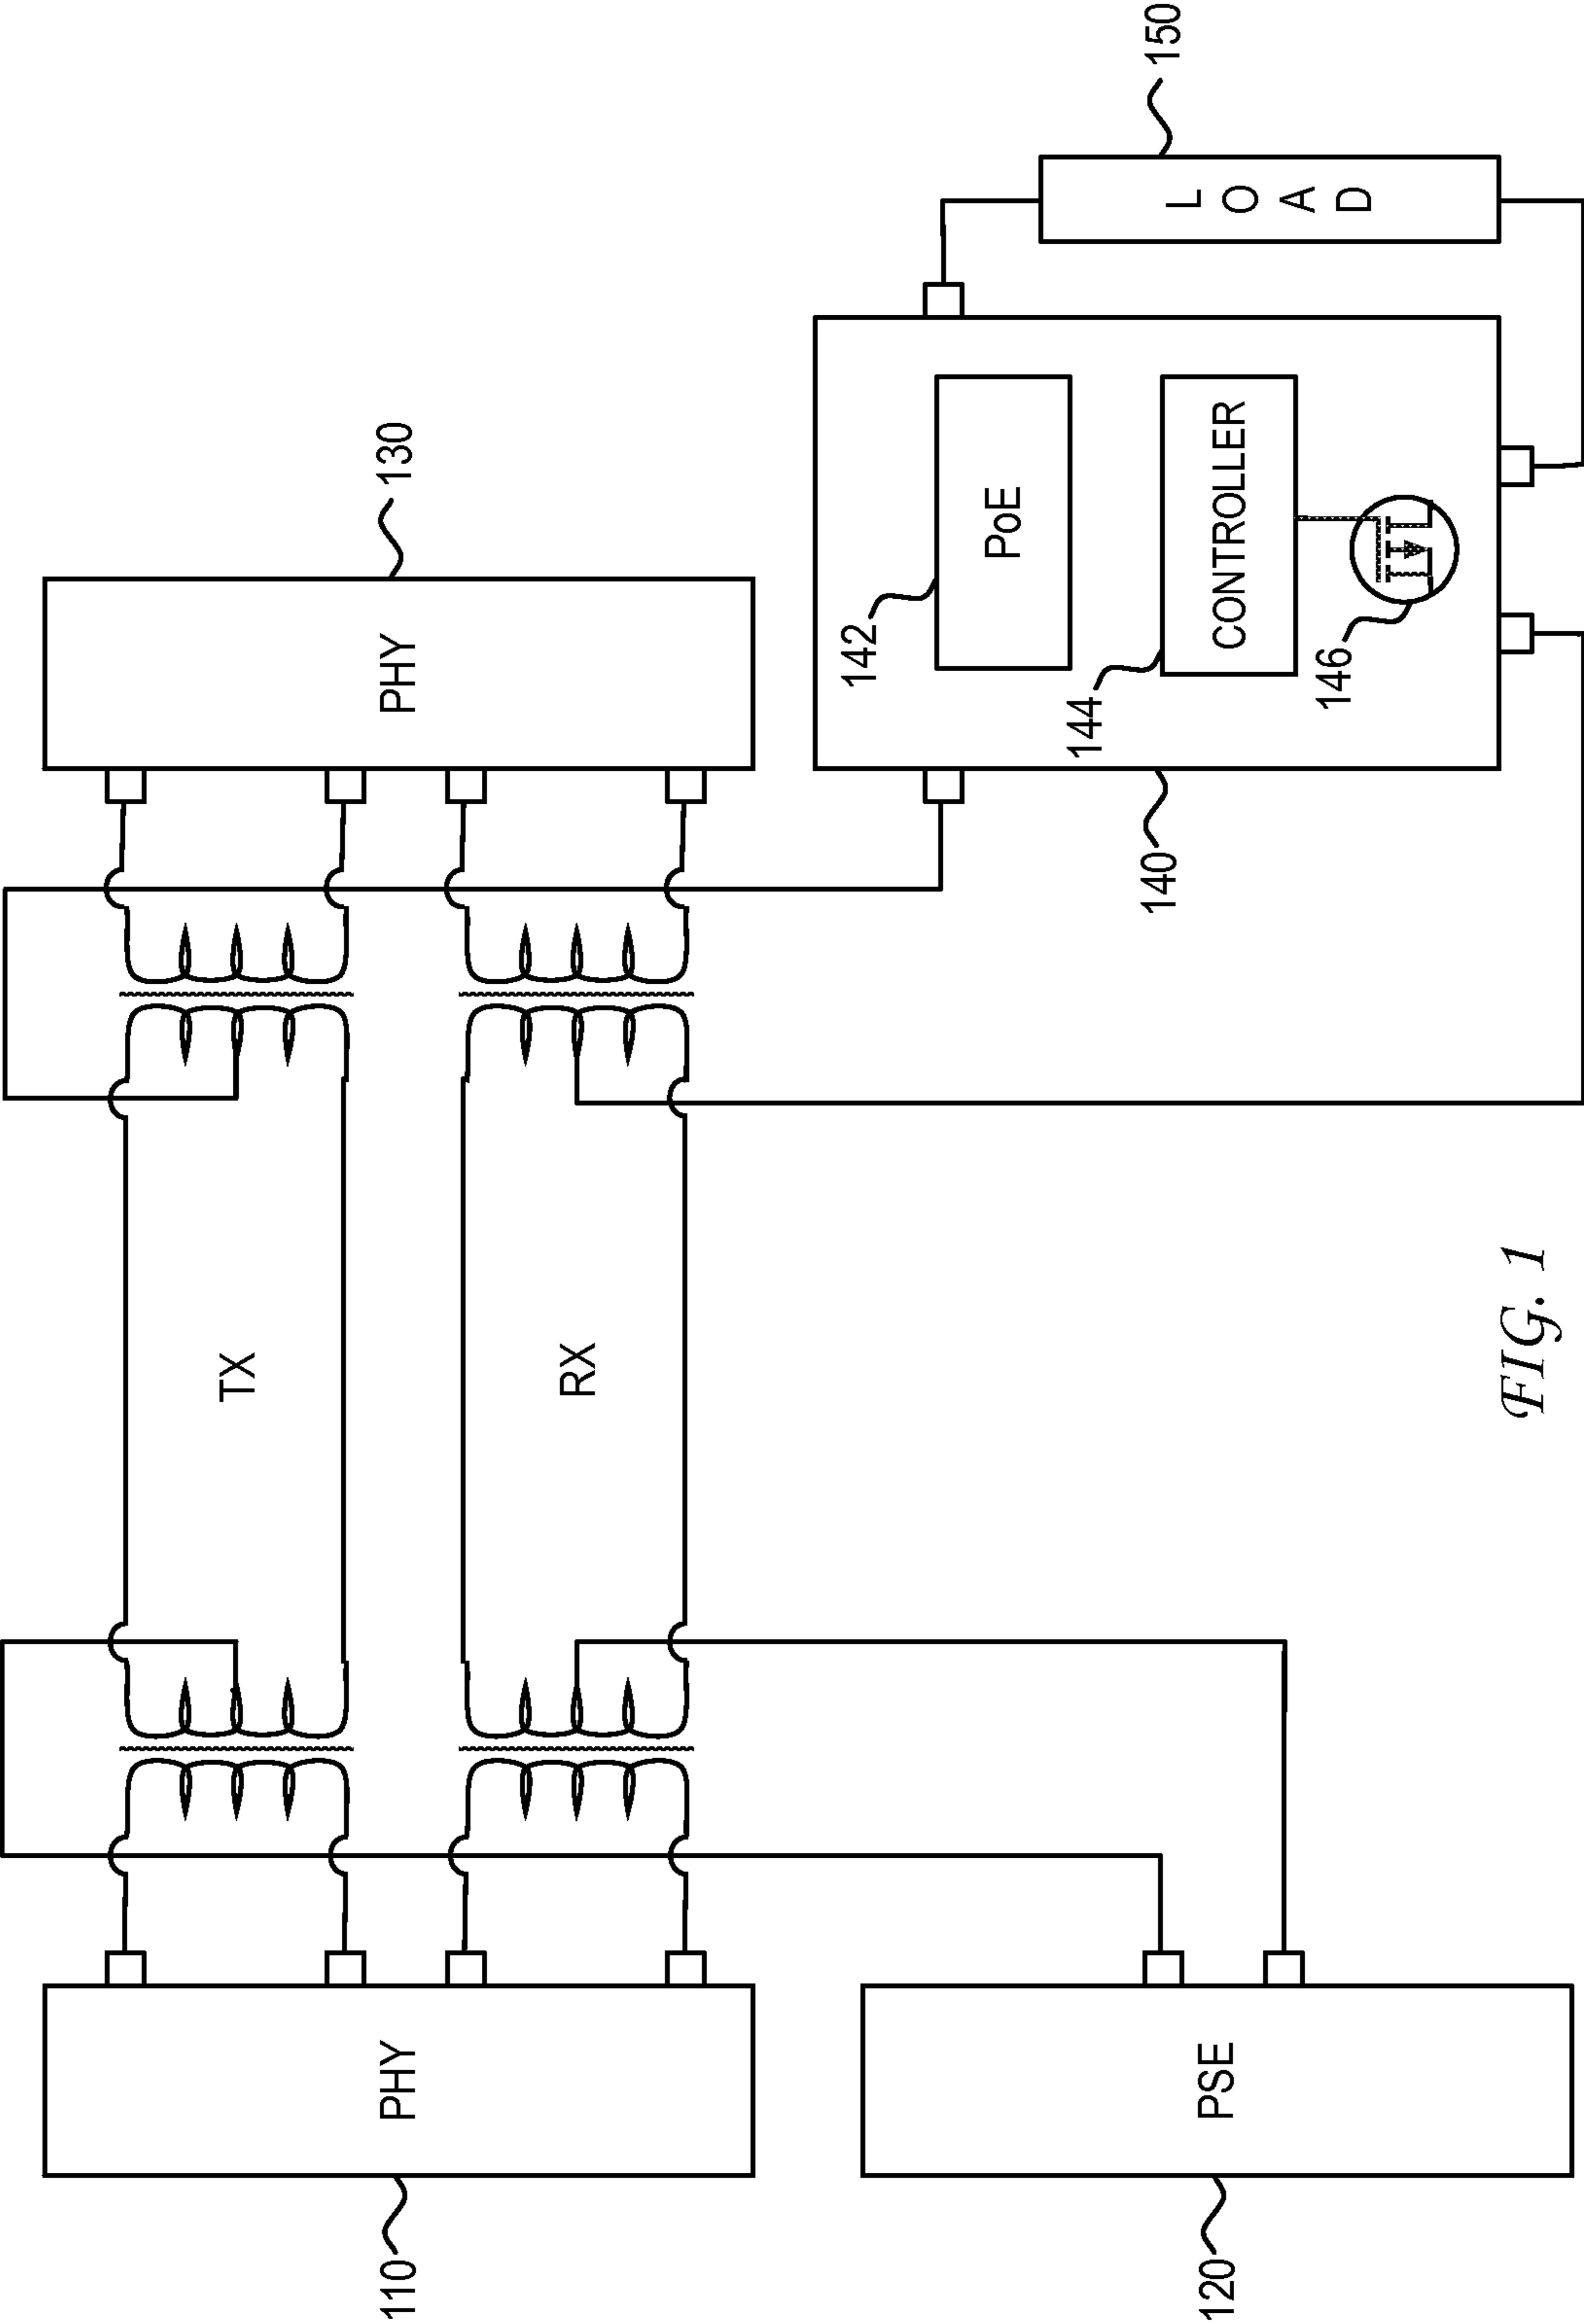 110
PHY
120
PSE
TX
RX
130
PHY
140
142
PoE
144
CONTROLLER
146
150
LOAD
FIG. 1